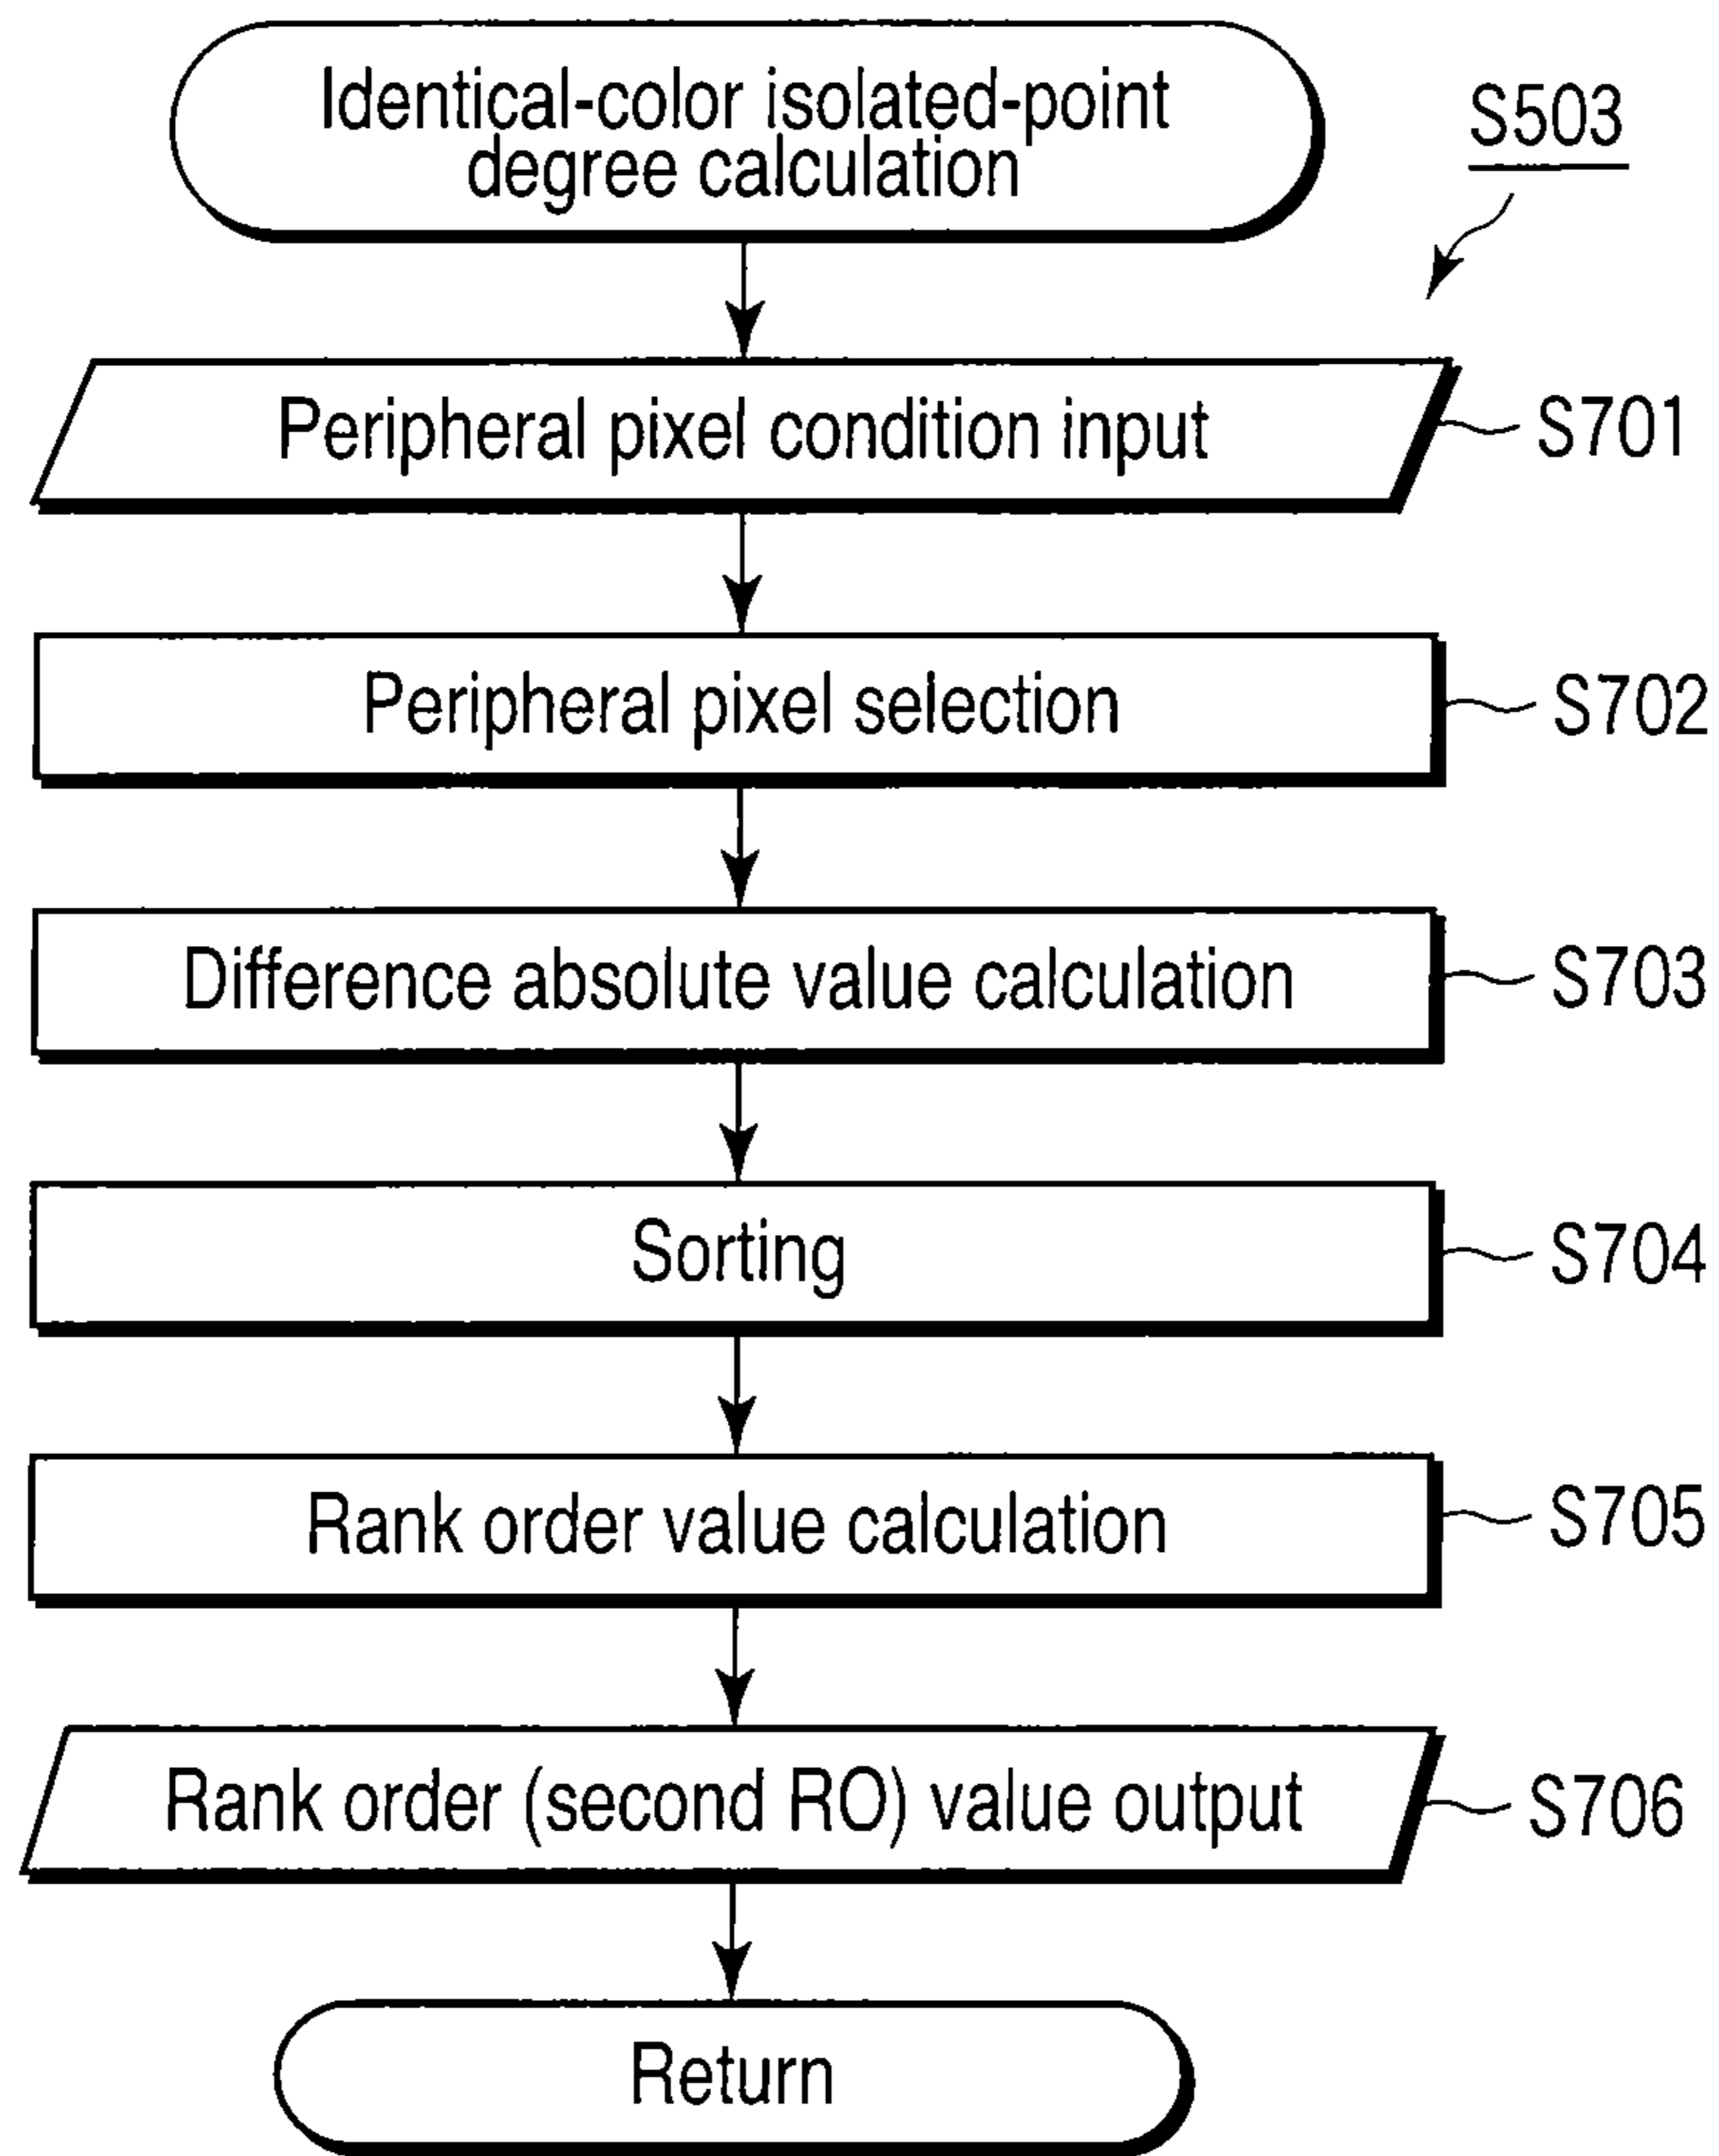 Identical-color isolated-point
degree calculation
S503
Peripheral pixel condition input
S701
Peripheral pixel selection
S702
Difference absolute value calculation
S703
Sorting
S704
Rank order value calculation
S705
Rank order (second RO) value output
S706
Return